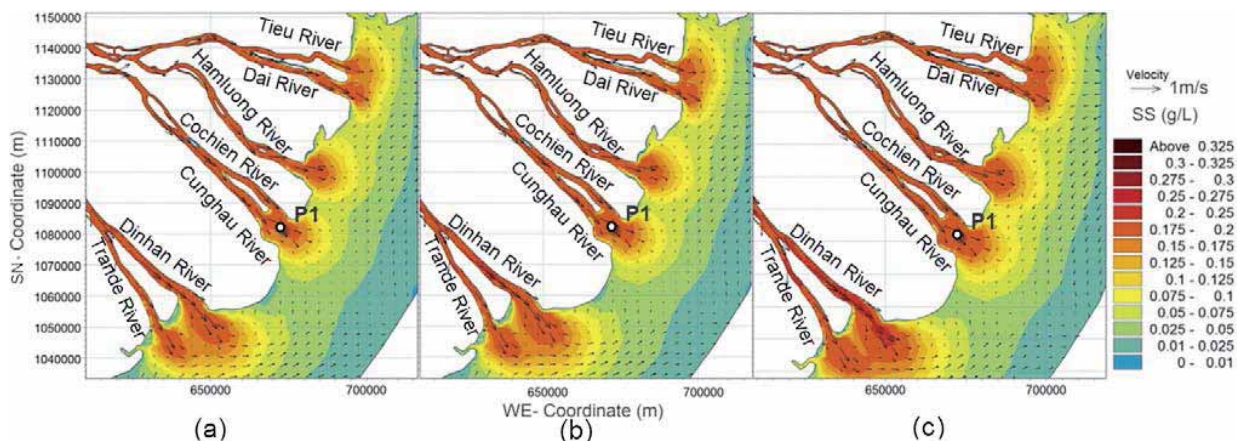 1150000
1140000
1130000
1120000
1110000
1100000
1090000
1080000
1070000
1060000
1050000
1040000
SN- Coordinate (m)
Tieu River
Dai River
Hamluong River
Cochien River
Cunghau River
P1
Dinhan River
Trande River
650000
700000
(a)
Tieu River
Dai River
Hamluong River
Cochien River
Cunghau River
P1
Dinhan River
Trande River
650000
700000
WE- Coordinate (m)
(b)
Tieu River
Dai River
Hamluong River
Cochien River
Cunghau River
P1
Dinhan River
Trande River
650000
700000
(c)
Velocity
1m/s
SS (g/L)
Above 0.325
0.3 - 0.325
0.275 - 0.3
0.25 - 0.275
0.2 - 0.25
0.175 - 0.2
0.15 - 0.175
0.125 - 0.15
0.1 - 0.125
0.075 - 0.1
0.05 - 0.075
0.025 - 0.05
0.01 - 0.025
0 - 0.01